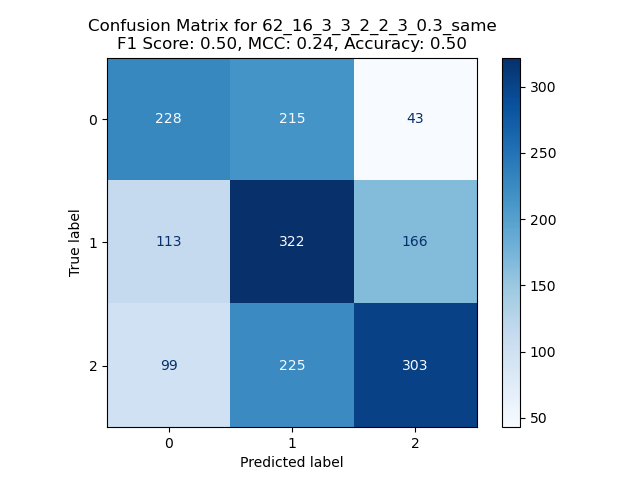 Confusion Matrix for 62_16_3_3_2_2_3_0.3_same
F1 Score: 0.50, MCC: 0.24, Accuracy: 0.50
True label
0
228 215 43
1
113 322 166
2
99 225 303
0 1 2
Predicted label
300
250
200
150
100
50